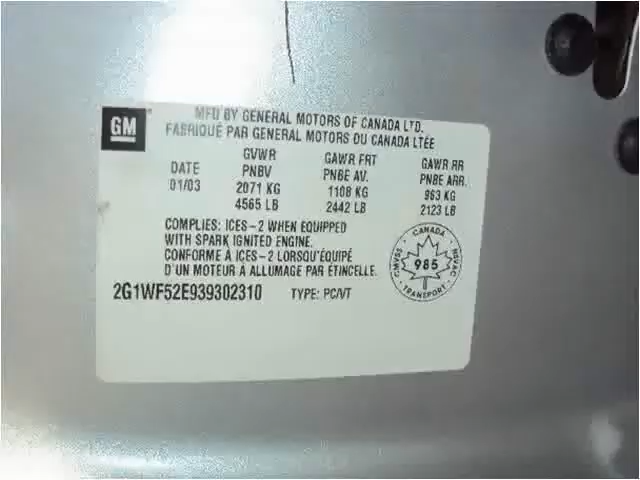 GM
MFD BY GENERAL MOTORS OF CANADA LTD.
FABRIQUÉ PAR GENERAL MOTORS DU CANADA LTÉE
DATE GVWR GAWR FRT GAWR RR
PNBV PNBE AV. PNBE ARR.
01/03 2071 KG 1108 KG 963 KG
4565 LB 2442 LB 2123 LB
COMPLIES: ICES-2 WHEN EQUIPPED
WITH SPARK IGNITED ENGINE.
CONFORME À ICES-2 LORSQU'ÉQUIPÉ
D'UN MOTEUR A ALLUMAGE PAR ÉTINCELLE.
CANADA
CMVSS 985 NSVAC
TRANSPORT
2G1WF52E939302310 TYPE: PC/VT